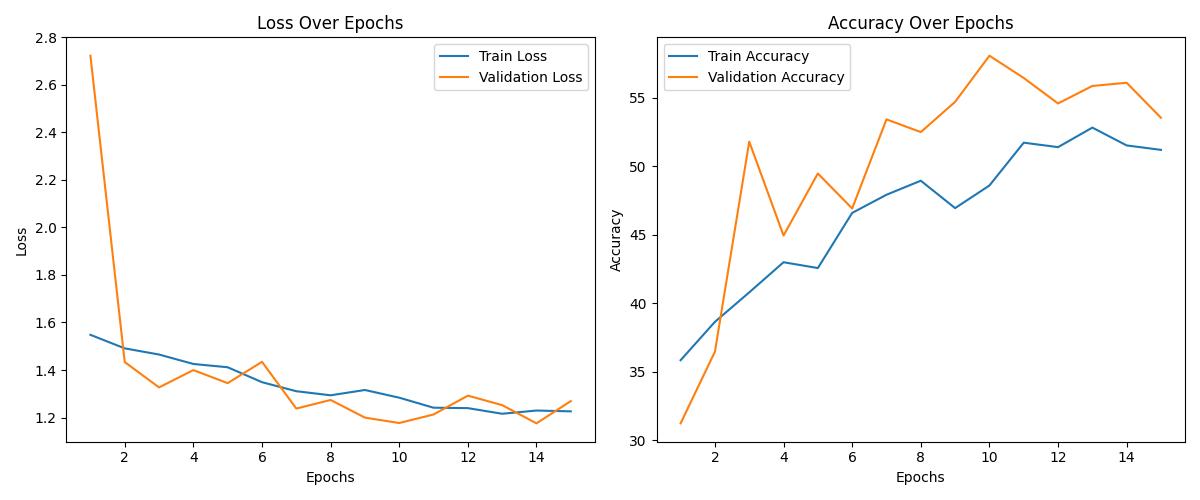 Loss Over Epochs
Train Loss
Validation Loss
2.8
2.6
2.4
2.2
2.0
1.8
1.6
1.4
1.2
Loss
2 4 6 8 10 12 14
Epochs
Accuracy Over Epochs
Train Accuracy
Validation Accuracy
55
50
45
40
35
30
Accuracy
2 4 6 8 10 12 14
Epochs